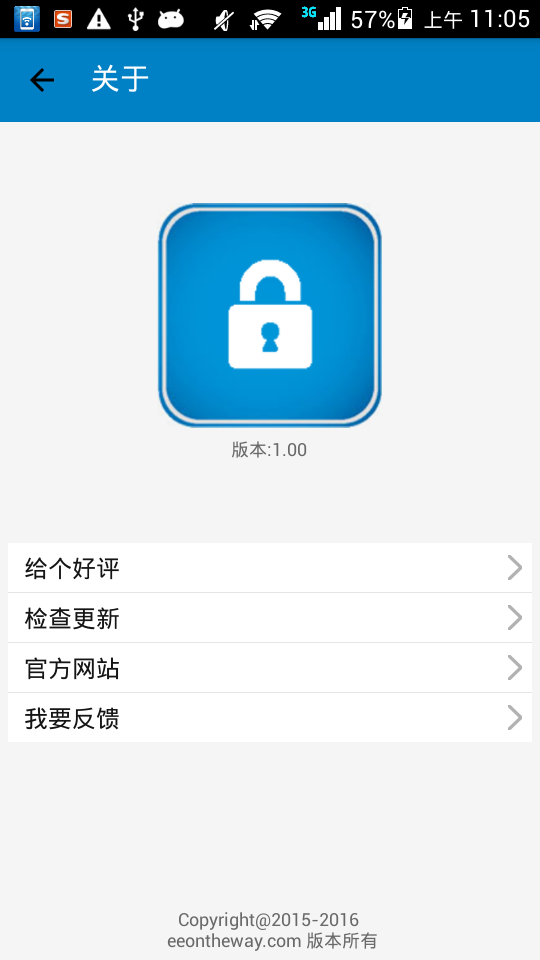 3G 57% 上午 11:05
关于
版本:1.00
给个好评
检查更新
官方网站
我要反馈
Copyright@2015-2016
eeontheway.com 版本所有